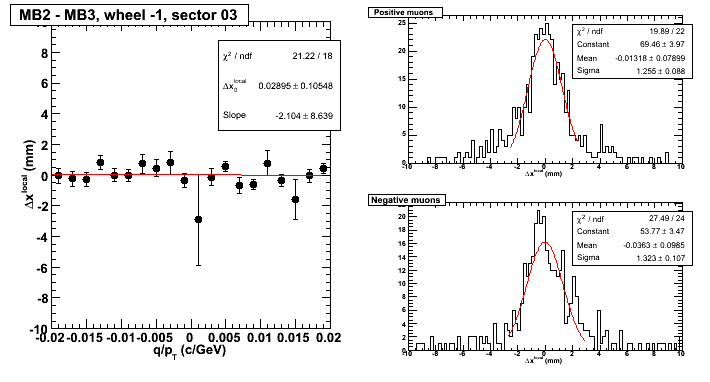 MB2 - MB3, wheel -1, sector 03
χ² / ndf 21.22 / 18
Δx₀^local 0.02895 ± 0.10548
Slope -2.104 ± 8.639
Δx^local (mm)
8
6
4
2
0
-2
-4
-6
-8
-10
-0.02 -0.015 -0.01 -0.005 0 0.005 0.01 0.015 0.02
q/p_T (c/GeV)
Positive muons
χ² / ndf 19.89 / 22
Constant 69.46 ± 3.97
Mean -0.01318 ± 0.07899
Sigma 1.255 ± 0.088
25
20
15
10
5
0
-10 -8 -6 -4 -2 0 2 4 6 8 10
Δx^local (mm)
Negative muons
χ² / ndf 27.49 / 24
Constant 53.77 ± 3.47
Mean -0.0363 ± 0.0985
Sigma 1.323 ± 0.107
22
20
18
16
14
12
10
8
6
4
2
0
-10 -8 -6 -4 -2 0 2 4 6 8 10
Δx^local (mm)